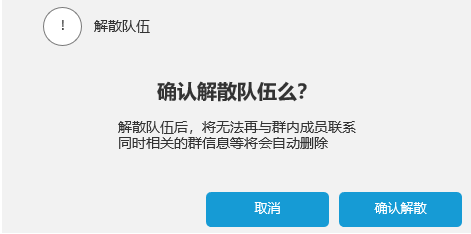 ! 解散队伍
确认解散队伍么?
解散队伍后，将无法再与群内成员联系
同时相关的群信息等将会自动删除
取消 确认解散